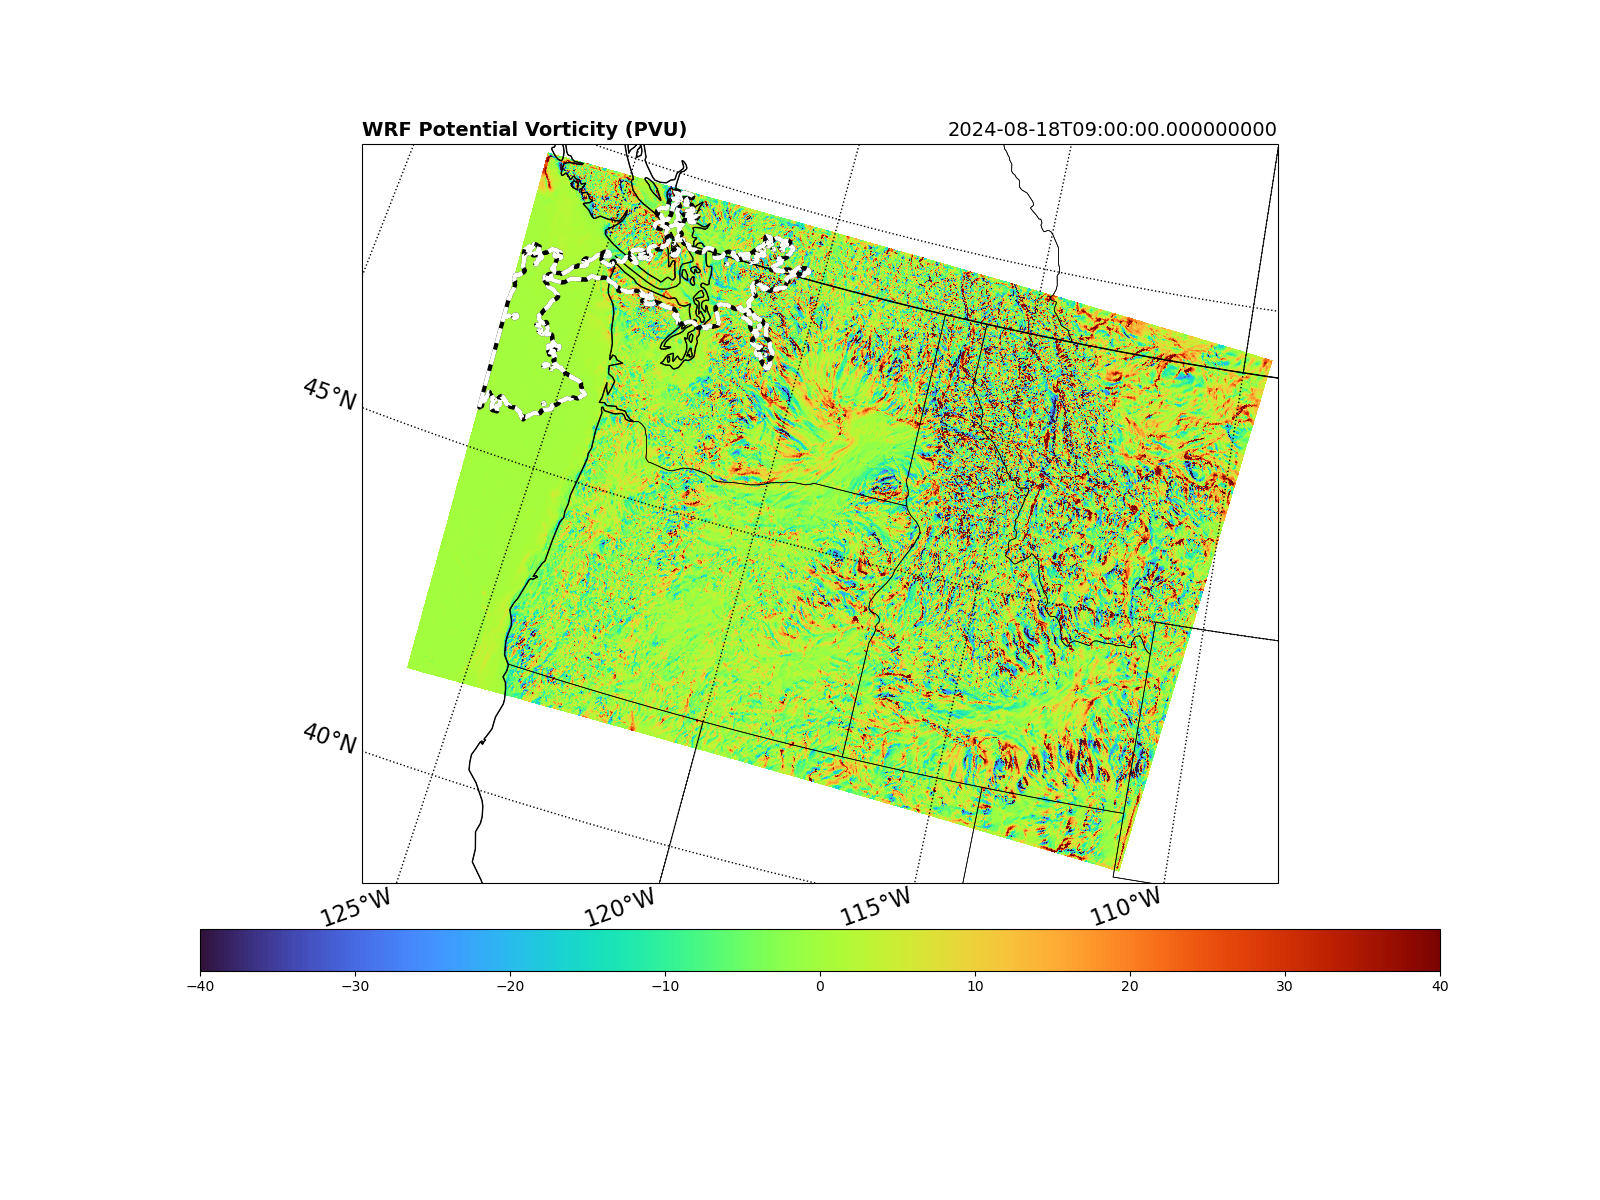 WRF Potential Vorticity (PVU)
2024-08-18T09:00:00.000000000
45°N
40°N
125°W
120°W
115°W
110°W
−40
−30
−20
−10
0
10
20
30
40